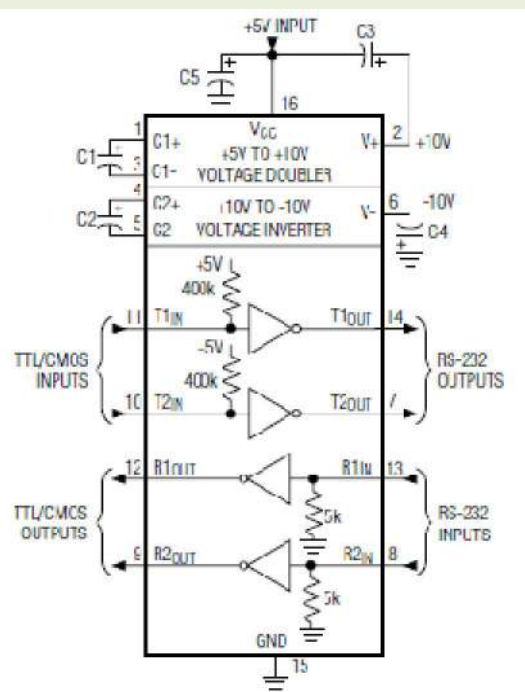 +5V INPUT
C3
C5
16
VCC
+5V TO +10V
VOLTAGE DOUBLER
1
C1+
C1
3
C1-
V+
2
+10V
4
C2+
C2
5
C2
10V TO -10V
VOLTAGE INVERTER
V-
6
-10V
C4
+5V
400k
11
T1IN
T1OUT
14
TTL/CMOS
INPUTS
RS-232
OUTPUTS
5V
400k
10
T2IN
T2OUT
12
R1OUT
R1IN
13
5k
TTL/CMOS
OUTPUTS
RS-232
INPUTS
9
R2OUT
R2IN
8
5k
GND
15